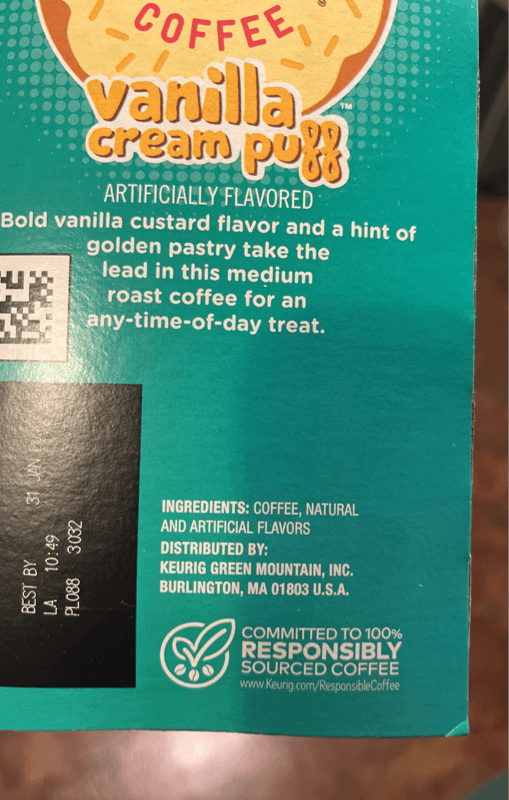 COFFEE
vanilla
cream puff
™
ARTIFICIALLY FLAVORED
Bold vanilla custard flavor and a hint of
golden pastry take the
lead in this medium
roast coffee for an
any-time-of-day treat.
BEST BY 31 JAN
LA 10:49
PL088 3032
INGREDIENTS: COFFEE, NATURAL
AND ARTIFICIAL FLAVORS
DISTRIBUTED BY:
KEURIG GREEN MOUNTAIN, INC.
BURLINGTON, MA 01803 U.S.A.
COMMITTED TO 100%
RESPONSIBLY
SOURCED COFFEE
www.Keurig.com/ResponsibleCoffee